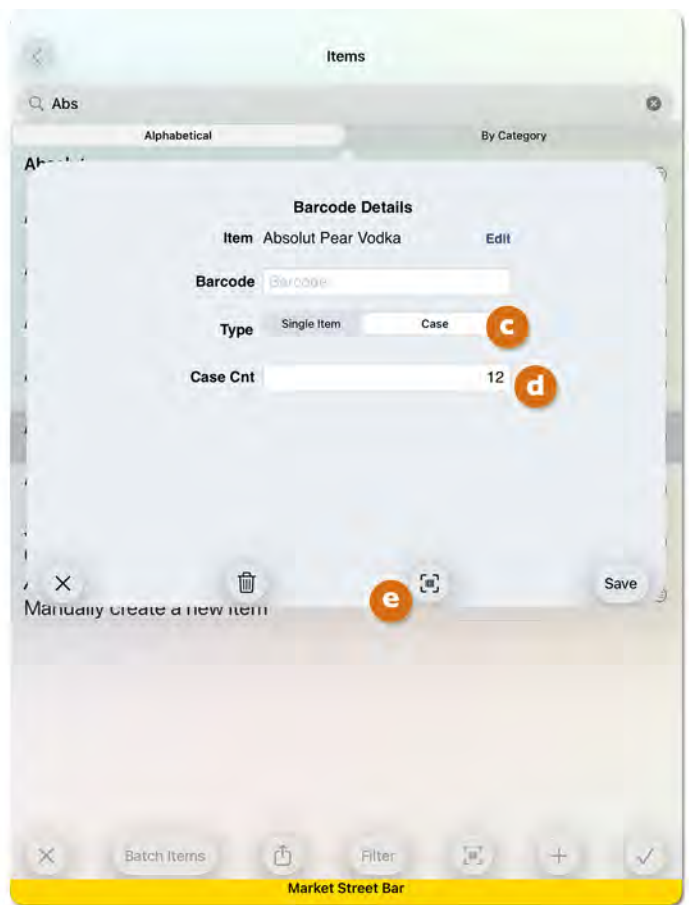 Items
Abs
Alphabetical By Category
Barcode Details
Item Absolut Pear Vodka Edit
Barcode Barcode
Type Single Item Case c
Case Cnt 12 d
e Save
Manually create a new item
Batch Items Filter
Market Street Bar